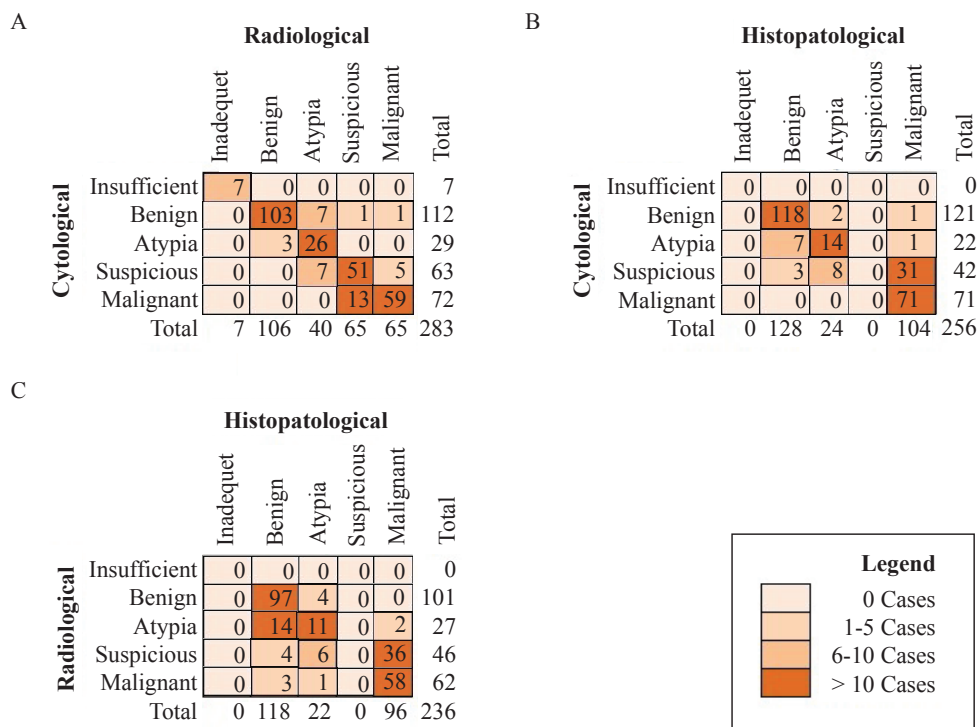 A
Radiological
Inadequet Benign Atypia Suspicious Malignant Total
Cytological
Insufficient 7 0 0 0 0 7
Benign 0 103 7 1 1 112
Atypia 0 3 26 0 0 29
Suspicious 0 0 7 51 5 63
Malignant 0 0 0 13 59 72
Total 7 106 40 65 65 283
B
Histopatological
Inadequet Benign Atypia Suspicious Malignant Total
Cytological
Insufficient 0 0 0 0 0 0
Benign 0 118 2 0 1 121
Atypia 0 7 14 0 1 22
Suspicious 0 3 8 0 31 42
Malignant 0 0 0 0 71 71
Total 0 128 24 0 104 256
C
Histopatological
Inadequet Benign Atypia Suspicious Malignant Total
Radiological
Insufficient 0 0 0 0 0 0
Benign 0 97 4 0 0 101
Atypia 0 14 11 0 2 27
Suspicious 0 4 6 0 36 46
Malignant 0 3 1 0 58 62
Total 0 118 22 0 96 236
Legend
0 Cases
1-5 Cases
6-10 Cases
> 10 Cases